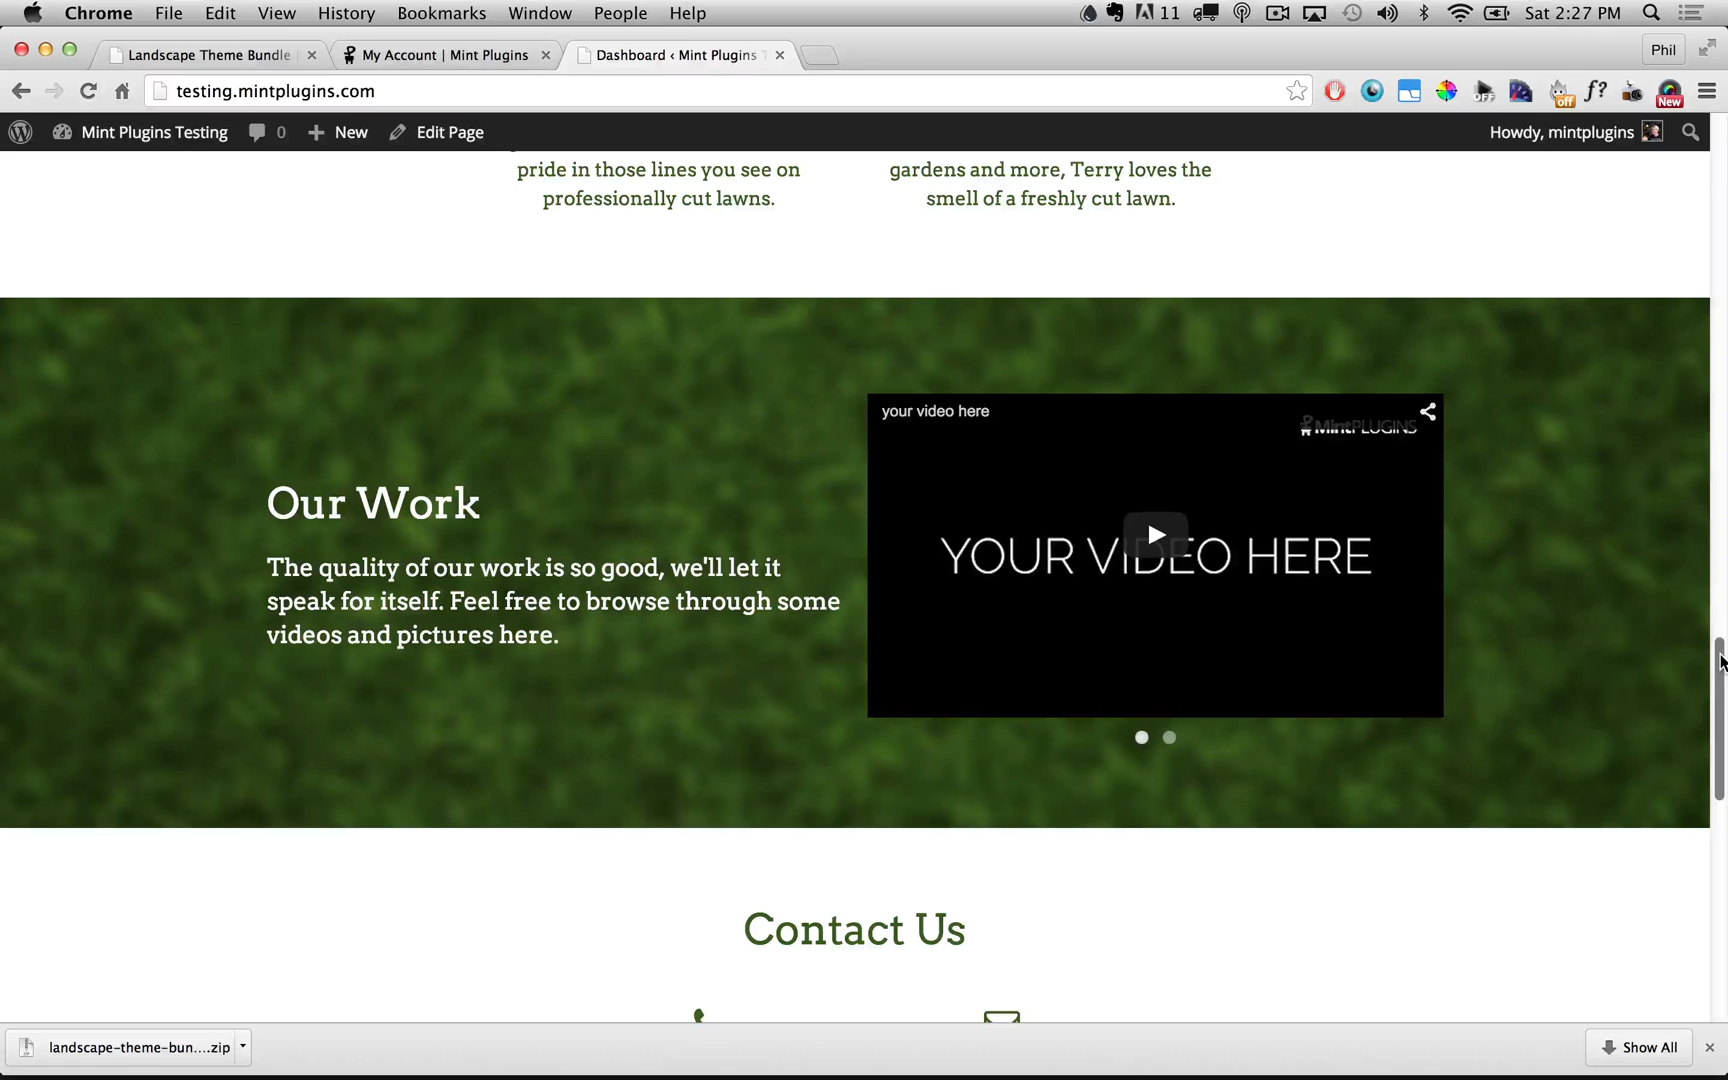 Chrome File Edit View History Bookmarks Window People Help 11 Sat 2:27 PM
Landscape Theme Bundle My Account | Mint Plugins Dashboard ‹ Mint Plugins Phil
testing.mintplugins.com f? off OFF New
Mint Plugins Testing 0 New Edit Page Howdy, mintplugins
pride in those lines you see on
professionally cut lawns.
gardens and more, Terry loves the
smell of a freshly cut lawn.
your video here
MintPLUGINS
YOUR VIDEO HERE
Our Work
The quality of our work is so good, we'll let it
speak for itself. Feel free to browse through some
videos and pictures here.
Contact Us
landscape-theme-bun....zip Show All